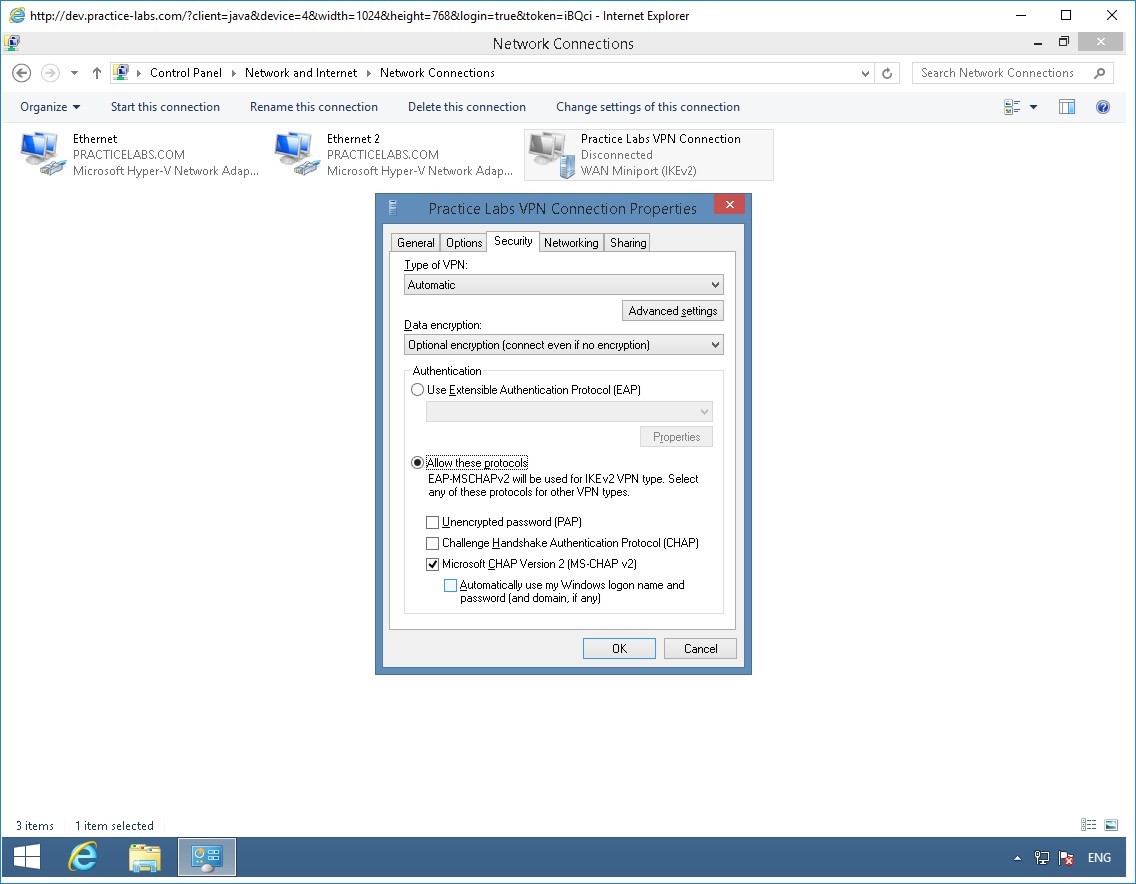 http://dev.practice-labs.com/?client=java&device=4&width=1024&height=768&login=true&token=iBQci - Internet Explorer
Network Connections
Control Panel Network and Internet Network Connections
Search Network Connections
Organize Start this connection Rename this connection Delete this connection Change settings of this connection
Ethernet
PRACTICELABS.COM
Microsoft Hyper-V Network Adap...
Ethernet 2
PRACTICELABS.COM
Microsoft Hyper-V Network Adap...
Practice Labs VPN Connection
Disconnected
WAN Miniport (IKEv2)
Practice Labs VPN Connection Properties
General Options Security Networking Sharing
Type of VPN:
Automatic
Advanced settings
Data encryption:
Optional encryption (connect even if no encryption)
Authentication
Use Extensible Authentication Protocol (EAP)
Properties
Allow these protocols
EAP-MSCHAPv2 will be used for IKEv2 VPN type. Select
any of these protocols for other VPN types.
Unencrypted password (PAP)
Challenge Handshake Authentication Protocol (CHAP)
Microsoft CHAP Version 2 (MS-CHAP v2)
Automatically use my Windows logon name and
password (and domain, if any)
OK Cancel
3 items 1 item selected
ENG